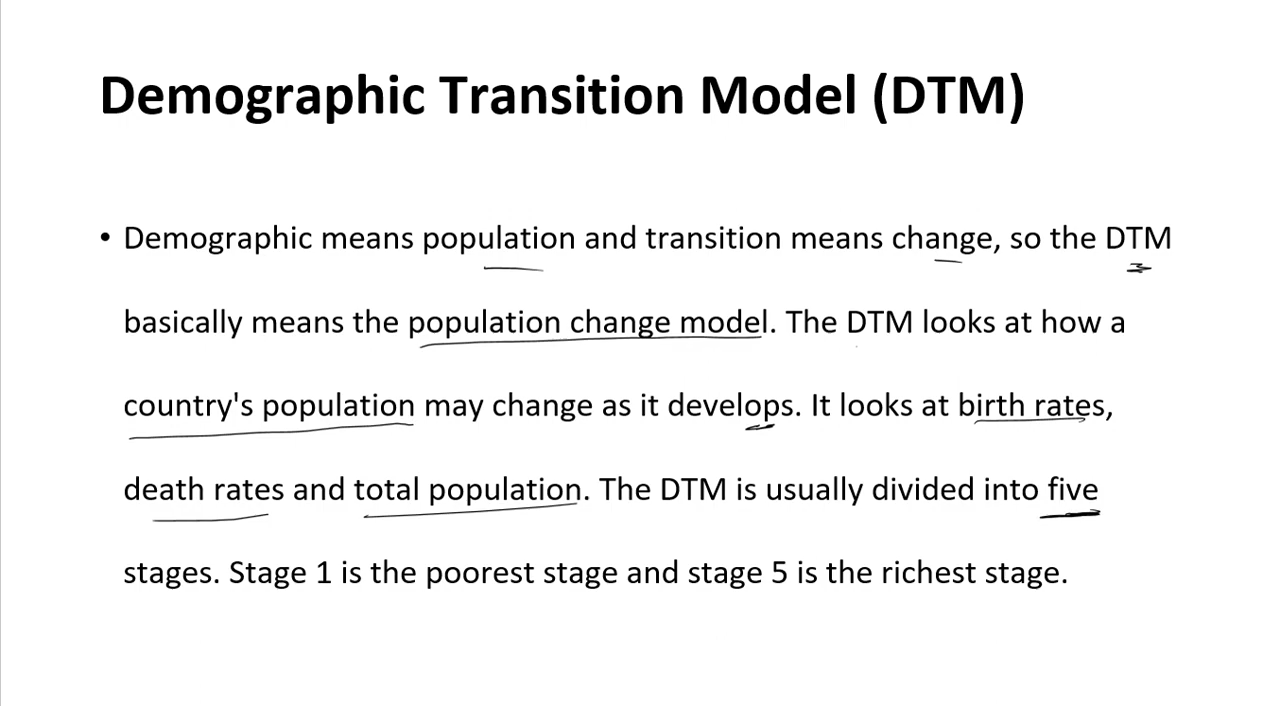 Demographic Transition Model (DTM)
• Demographic means population and transition means change, so the DTM
basically means the population change model. The DTM looks at how a
country's population may change as it develops. It looks at birth rates,
death rates and total population. The DTM is usually divided into five
stages. Stage 1 is the poorest stage and stage 5 is the richest stage.